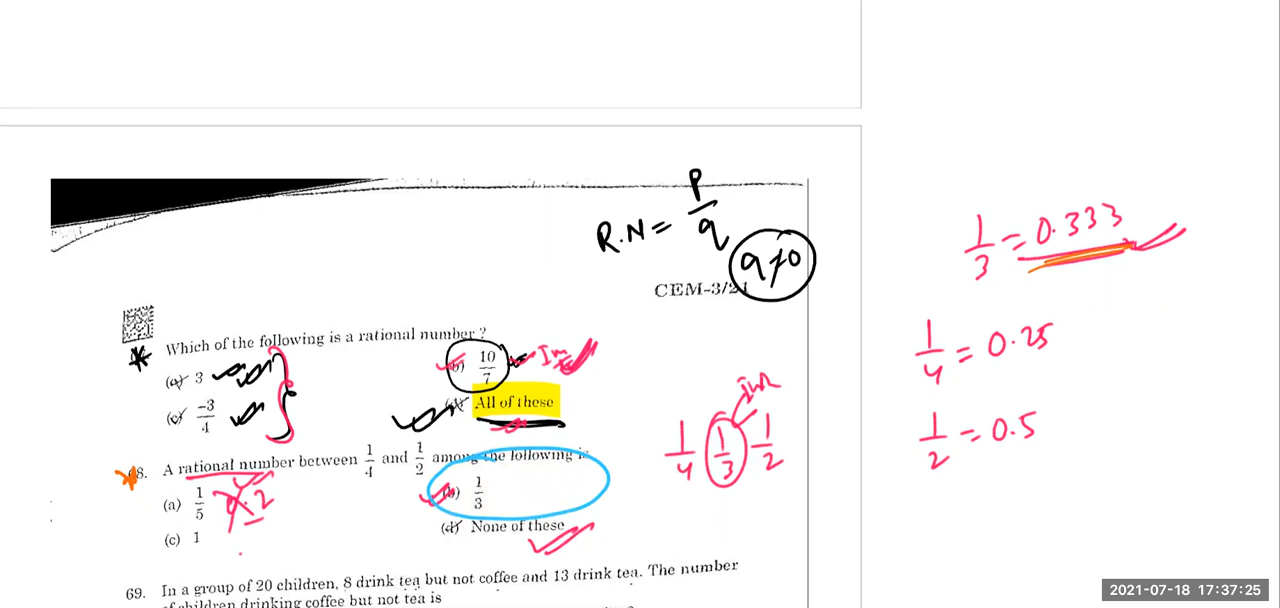 R.N = p/q
q≠0
CEM-3/21
Which of the following is a rational number ?
(a) 3
(b) 10/7
(c) -3/4
All of these
68. A rational number between 1/4 and 1/2 among the following is
(a) 1/5
0.2
(b) 1/3
(c) 1
(d) None of these
69. In a group of 20 children, 8 drink tea but not coffee and 13 drink tea. The number
of children drinking coffee but not tea is
1/4 1/3 1/2
1/3 = 0.333
1/4 = 0.25
1/2 = 0.5
2021-07-18 17:37:25